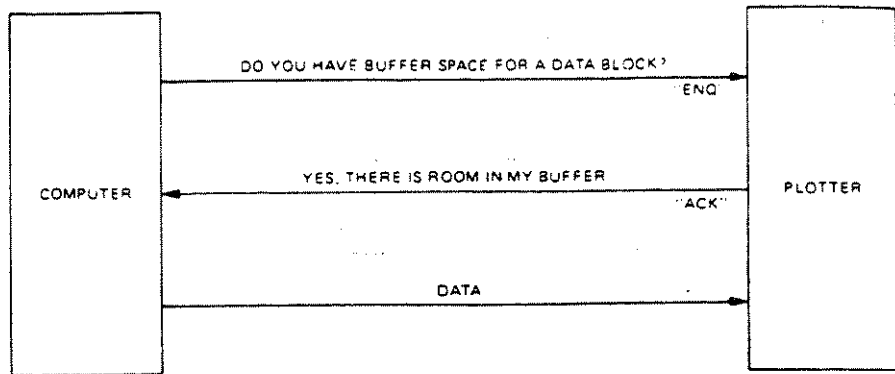 DO YOU HAVE BUFFER SPACE FOR A DATA BLOCK?
"ENQ"
YES, THERE IS ROOM IN MY BUFFER
COMPUTER
PLOTTER
"ACK"
DATA